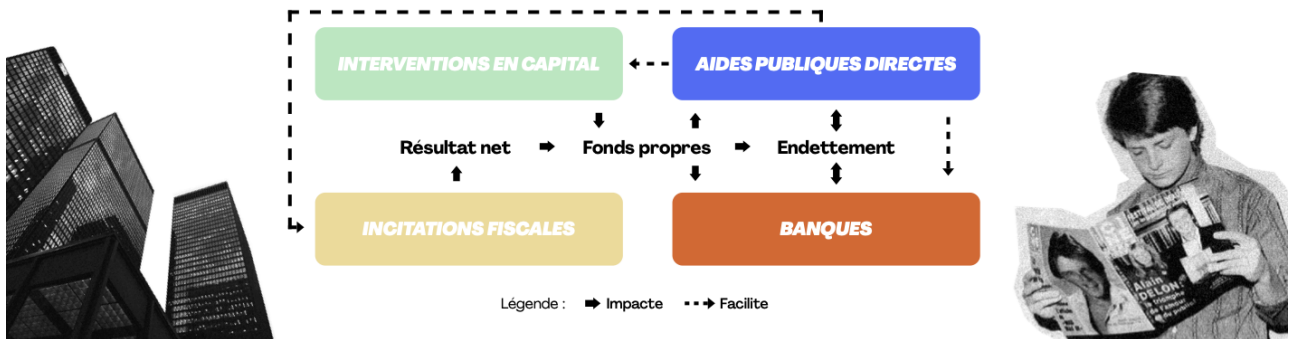 INTERVENTIONS EN CAPITAL
AIDES PUBLIQUES DIRECTES
Résultat net
Fonds propres
Endettement
INCITATIONS FISCALES
BANQUES
Légende :
Impacte
Facilite
Alain
DELON